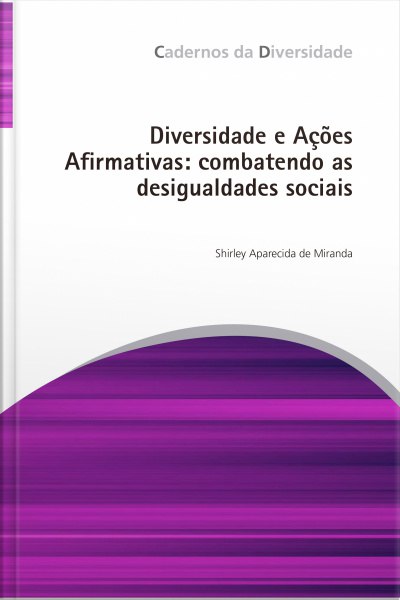 Cadernos da Diversidade
Diversidade e Ações
Afirmativas: combatendo as
desigualdades sociais
Shirley Aparecida de Miranda